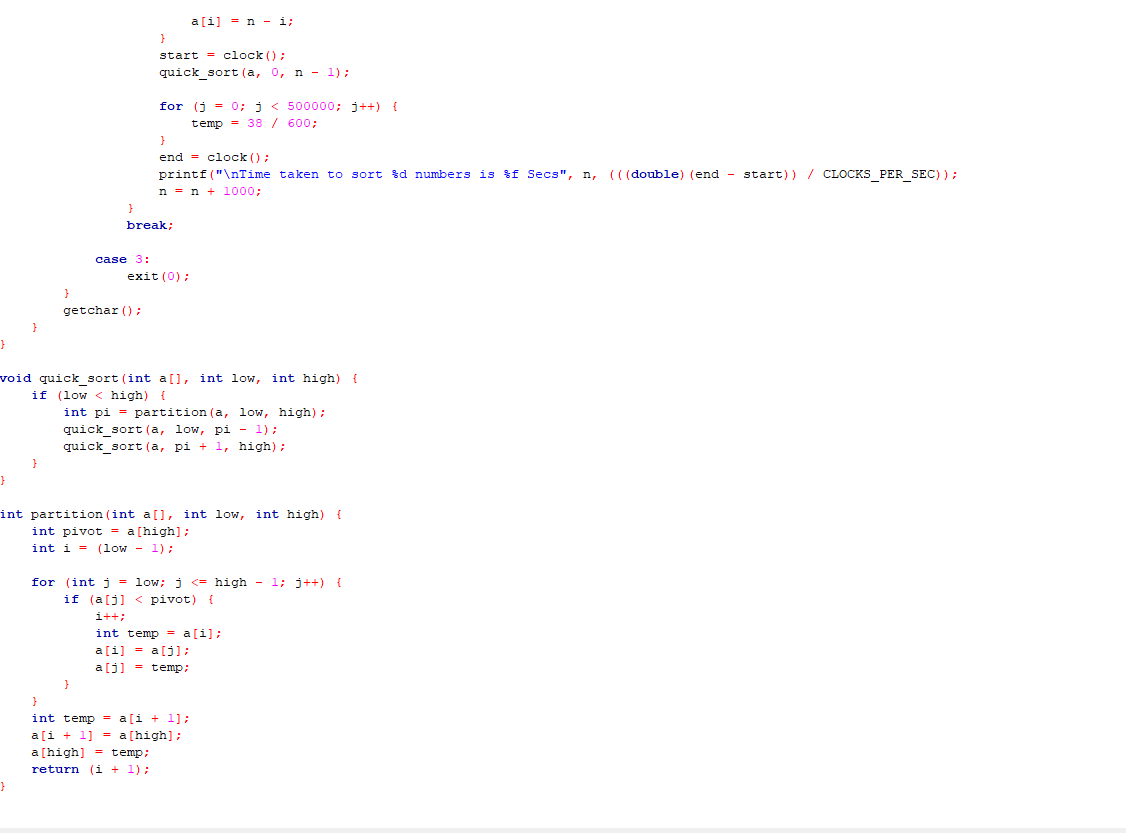 a[i] = n - i;
}
start = clock();
quick_sort(a, 0, n - 1);
for (j = 0; j < 500000; j++) {
temp = 38 / 600;
}
end = clock();
printf("\nTime taken to sort %d numbers is %f Secs", n, (((double)(end - start)) / CLOCKS_PER_SEC));
n = n + 1000;
}
break;
case 3:
exit(0);
}
getchar();
}
}
void quick_sort(int a[], int low, int high) {
if (low < high) {
int pi = partition(a, low, high);
quick_sort(a, low, pi - 1);
quick_sort(a, pi + 1, high);
}
}
int partition(int a[], int low, int high) {
int pivot = a[high];
int i = (low - 1);
for (int j = low; j <= high - 1; j++) {
if (a[j] < pivot) {
i++;
int temp = a[i];
a[i] = a[j];
a[j] = temp;
}
}
int temp = a[i + 1];
a[i + 1] = a[high];
a[high] = temp;
return (i + 1);
}